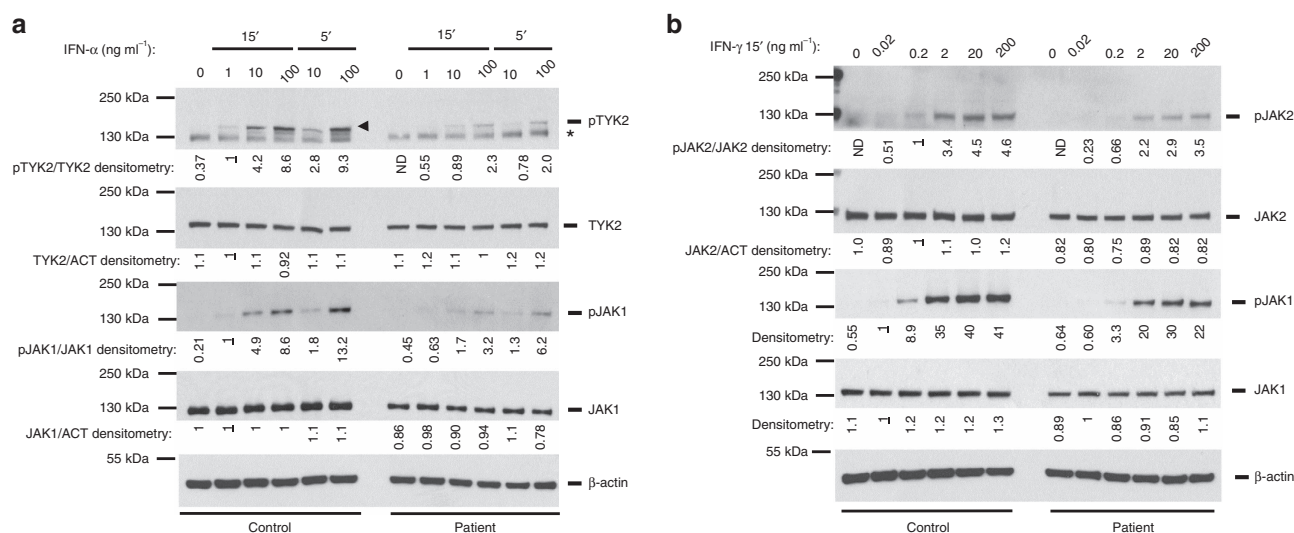 a
15′ 5′ 15′ 5′
IFN-α (ng ml⁻¹):
0 1 10 100 10 100 0 1 10 100 10 100
250 kDa
130 kDa
pTYK2
*
pTYK2/TYK2 densitometry: 0.37 1 4.2 8.6 2.8 9.3 ND 0.55 0.89 2.3 0.78 2.0
250 kDa
130 kDa
TYK2
TYK2/ACT densitometry: 1.1 1 1.1 0.92 1.1 1.1 1.1 1.2 1.1 1 1.2 1.2
250 kDa
130 kDa
pJAK1
pJAK1/JAK1 densitometry: 0.21 1 4.9 8.6 1.8 13.2 0.45 0.63 1.7 3.2 1.3 6.2
250 kDa
130 kDa
JAK1
JAK1/ACT densitometry: 1 1 1 1 1.1 1.1 0.86 0.98 0.90 0.94 1.1 0.78
55 kDa
β-actin
Control Patient
b
IFN-γ 15′ (ng ml⁻¹): 0 0.02 0.2 2 20 200 0 0.02 0.2 2 20 200
250 kDa
130 kDa
pJAK2
pJAK2/JAK2 densitometry: ND 0.51 1 3.4 4.5 4.6 ND 0.23 0.66 2.2 2.9 3.5
250 kDa
130 kDa
JAK2
JAK2/ACT densitometry: 1.0 0.89 1 1.1 1.0 1.2 0.82 0.80 0.75 0.89 0.82 0.82
250 kDa
130 kDa
pJAK1
Densitometry: 0.55 1 8.9 35 40 41 0.64 0.60 3.3 20 30 22
250 kDa
130 kDa
JAK1
Densitometry: 1.1 1 1.2 1.2 1.2 1.3 0.89 1 0.86 0.91 0.85 1.1
55 kDa
β-actin
Control Patient